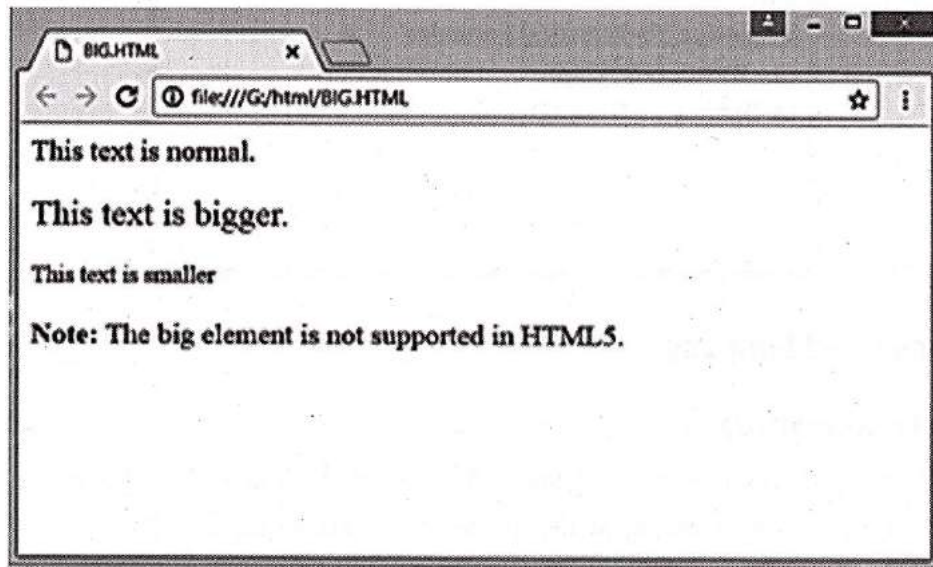 BIG.HTML
file:///G:/html/BIG.HTML
This text is normal.
This text is bigger.
This text is smaller
Note: The big element is not supported in HTML5.